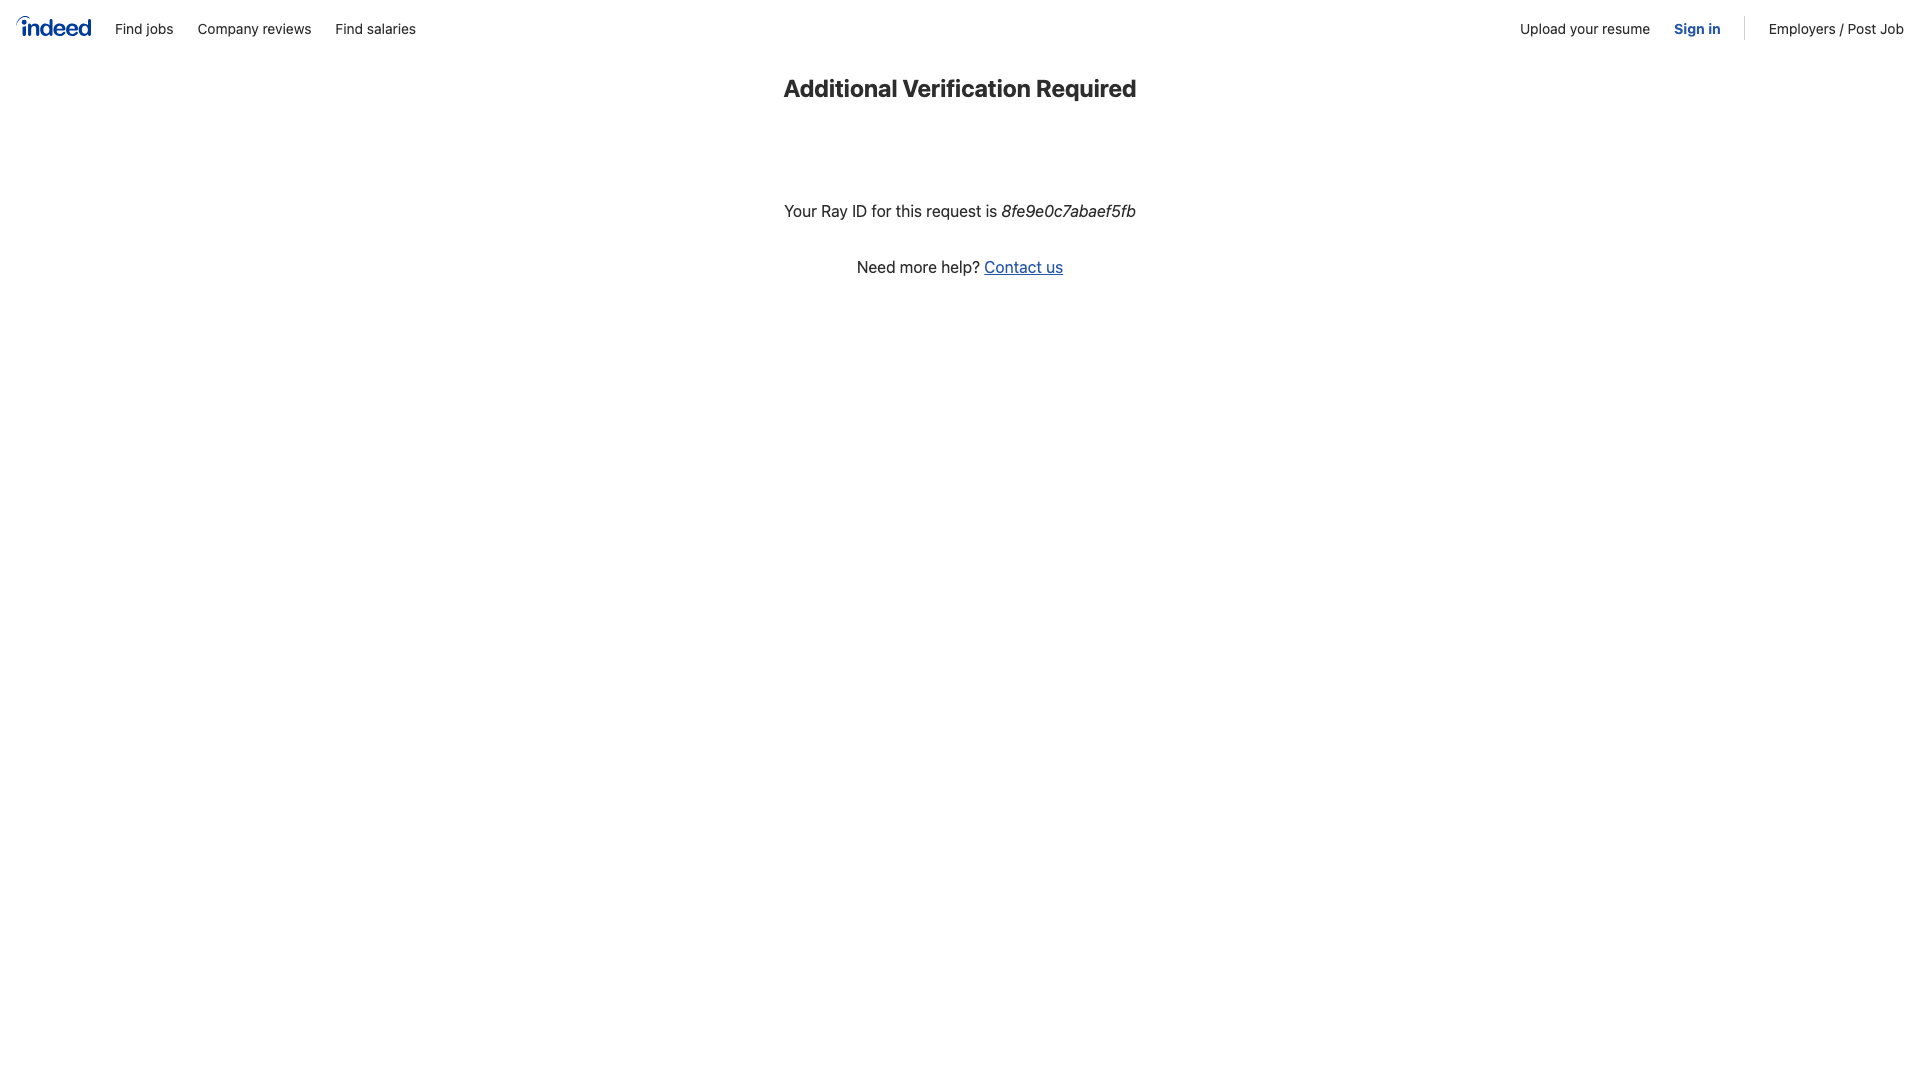 indeed Find jobs Company reviews Find salaries Upload your resume Sign in Employers / Post Job
Additional Verification Required
Your Ray ID for this request is 8fe9e0c7abaef5fb
Need more help? Contact us